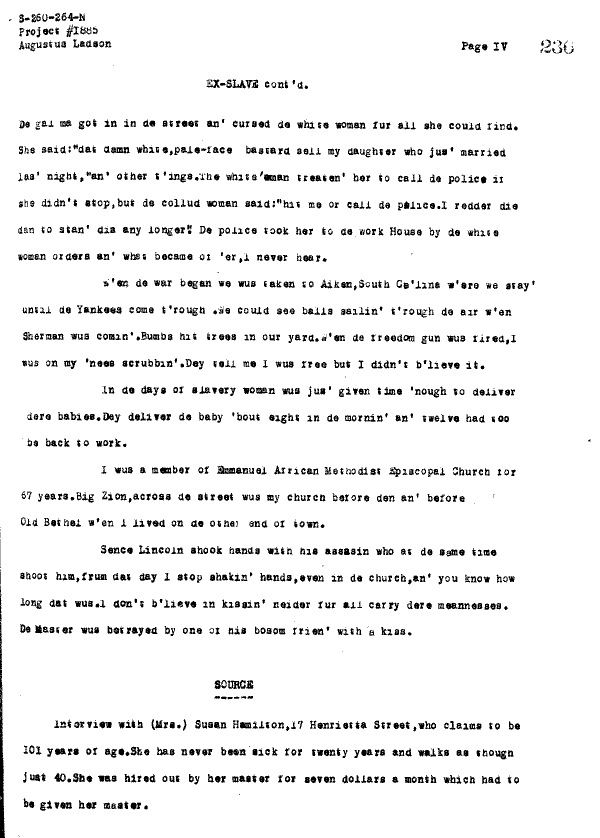 S-260-264-N
Project #1885
Augustus Ladson
Page IV 236
EX-SLAVE cont'd.
De gal ma got in in de street an' cursed de white woman fur all she could find.
She said:"dat damn white,pale-face bastard sell my daughter who jus' married
las' night,"an' other t'ings.The white 'oman treaten' her to call de police if
she didn't stop,but de collud woman said:"hit me or call de police.I redder die
dan to stan' dis any longer." De police took her to de work House by de white
woman orders an' what became of 'er,I never hear.
W'en de war began we wus taken to Aiken,South Ca'lina w'ere we stay'
until de Yankees come t'rough .We could see balls sailin' t'rough de air w'en
Sherman wus comin'.Bumbs hit trees in our yard.W'en de freedom gun wus fired,I
wus on my 'nees scrubbin'.Dey tell me I wus free but I didn't b'lieve it.
In de days of slavery woman wus jus' given time 'nough to deliver
dere babies.Dey deliver de baby 'bout eight in de mornin' an' twelve had too
be back to work.
I wus a member of Emmanuel African Methodist Episcopal Church for
67 years.Big Zion,across de street wus my church before den an' before
Old Bethel w'en I lived on de other end of town.
Sence Lincoln shook hands with his assasin who at de same time
shoot him,frum dat day I stop shakin' hands,even in de church,an' you know how
long dat wus.I don't b'lieve in kissin' neider fur all carry dere meannesses.
De Master wus betrayed by one of his bosom frien' with a kiss.
SOURCE
Interview with (Mrs.) Susan Hamilton,17 Henrietta Street,who claims to be
101 years of age.She has never been sick for twenty years and walks as though
just 40.She was hired out by her master for seven dollars a month which had to
be given her master.